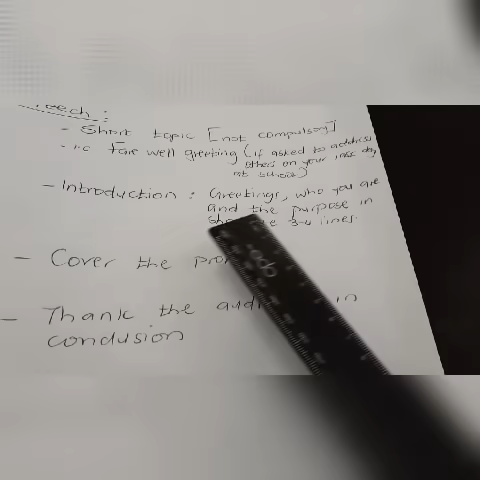 - Short topic [not compulsory]
- Farewell greeting (if asked to address
others on your last day
at school)
- Introduction : Greetings, who you are
and the purpose in
3-4 lines.
- Cover the
- Thank the in
conclusion